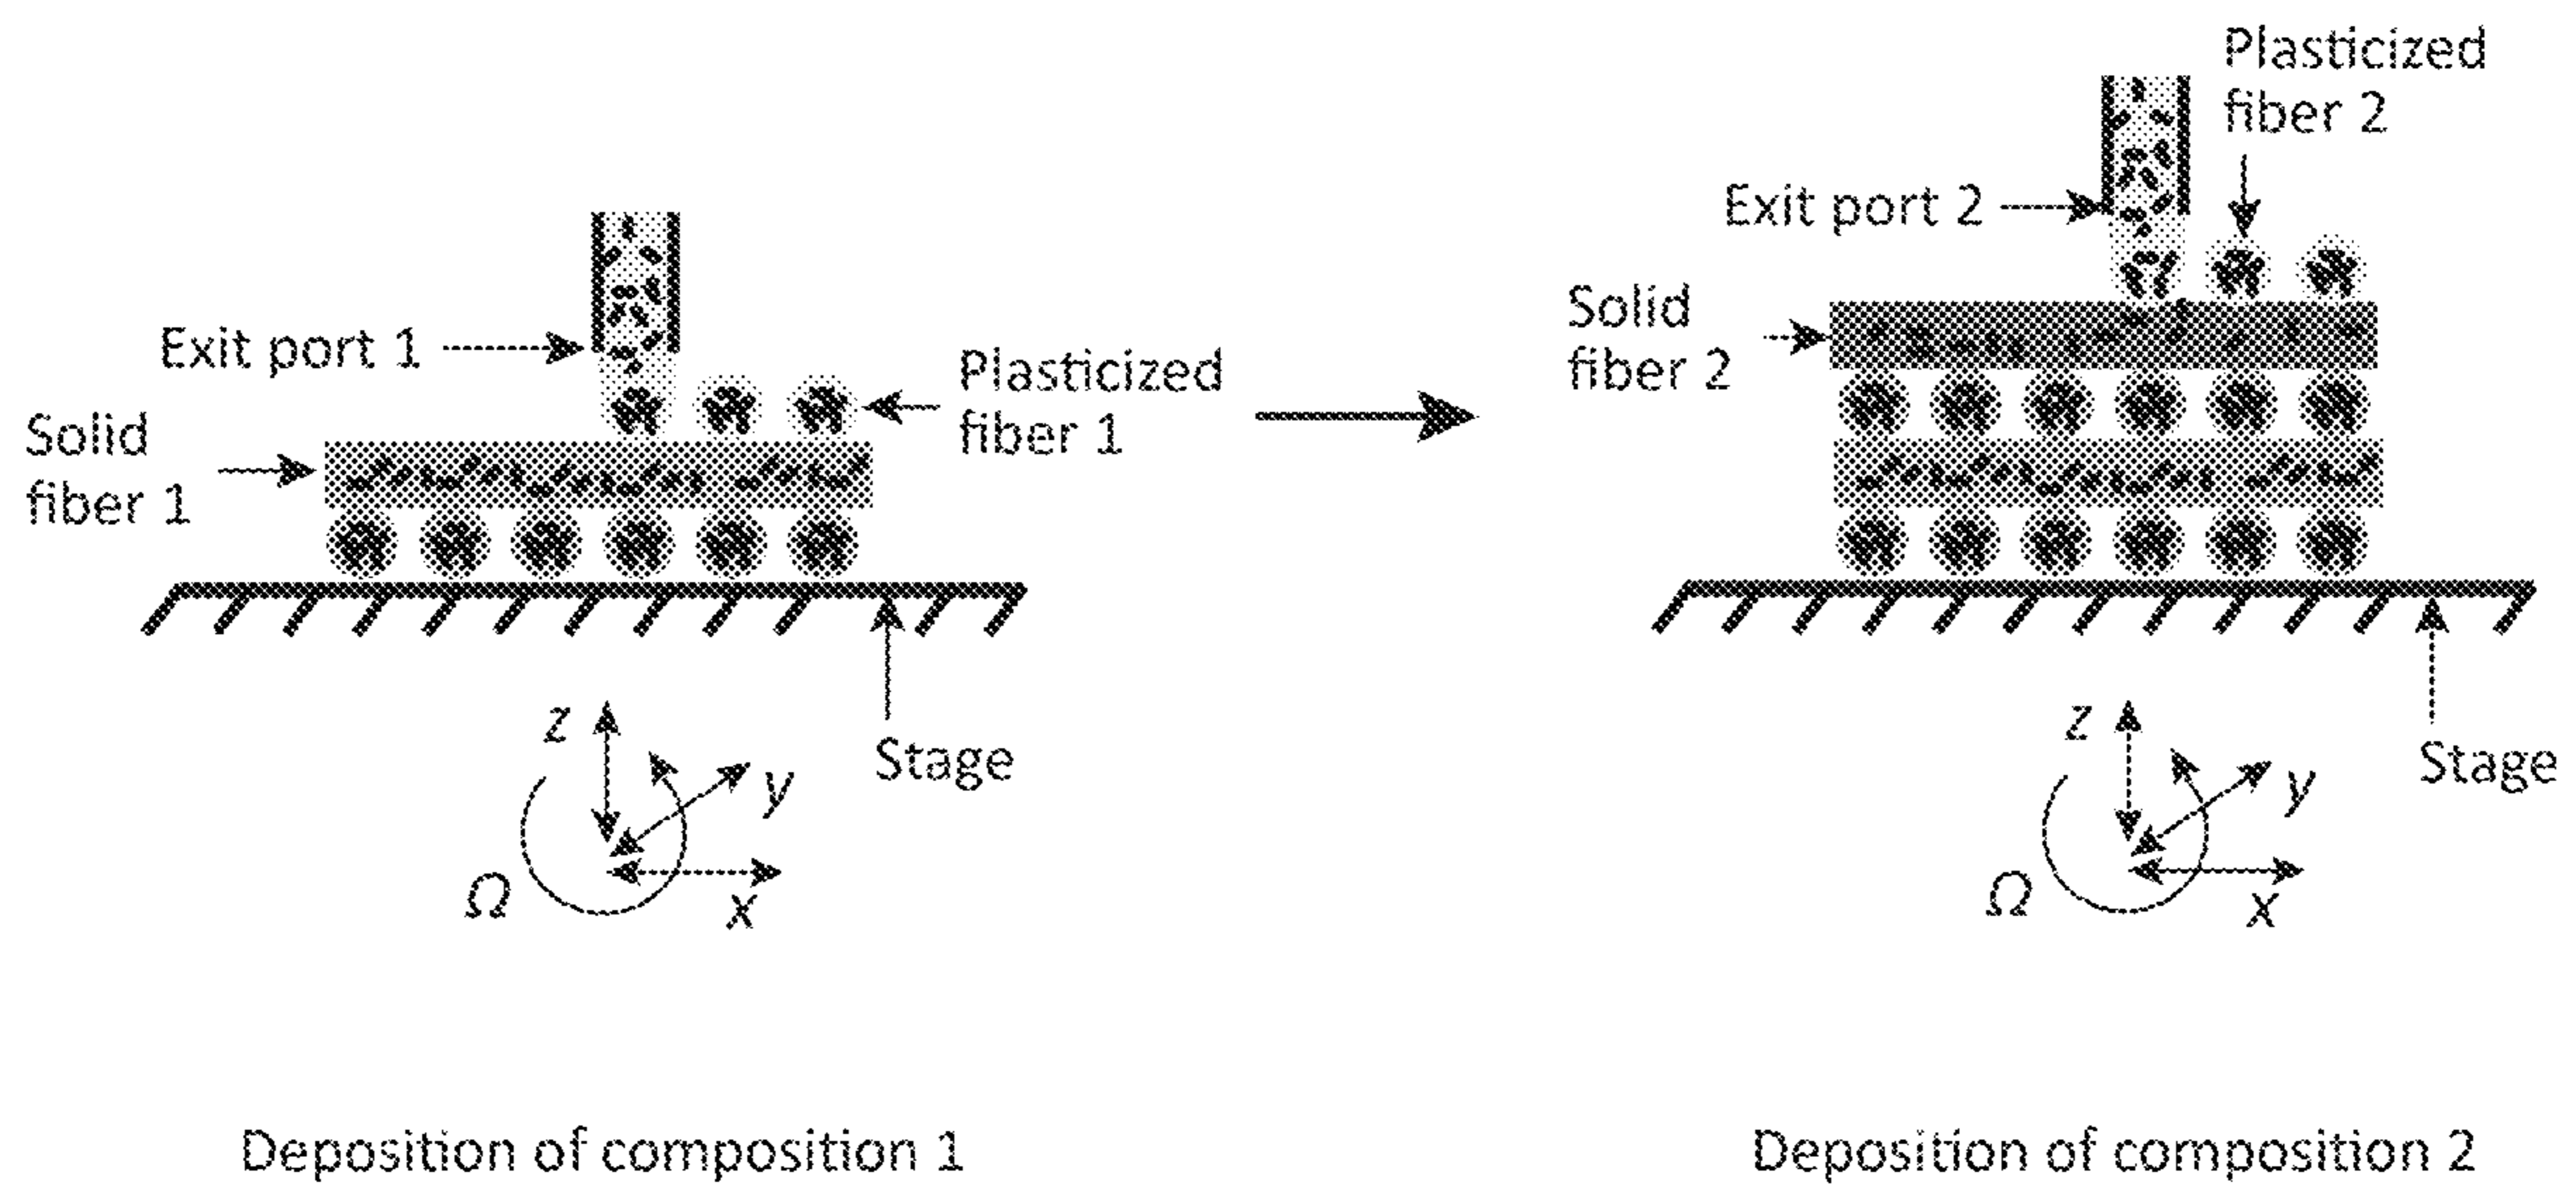 Plasticized
fiber 2
Exit port 2
Solid
fiber 2
Exit port 1
Plasticized
fiber 1
Solid
fiber 1
Stage
z
y
x
Ω
Stage
z
y
x
Ω
Deposition of composition 1
Deposition of composition 2